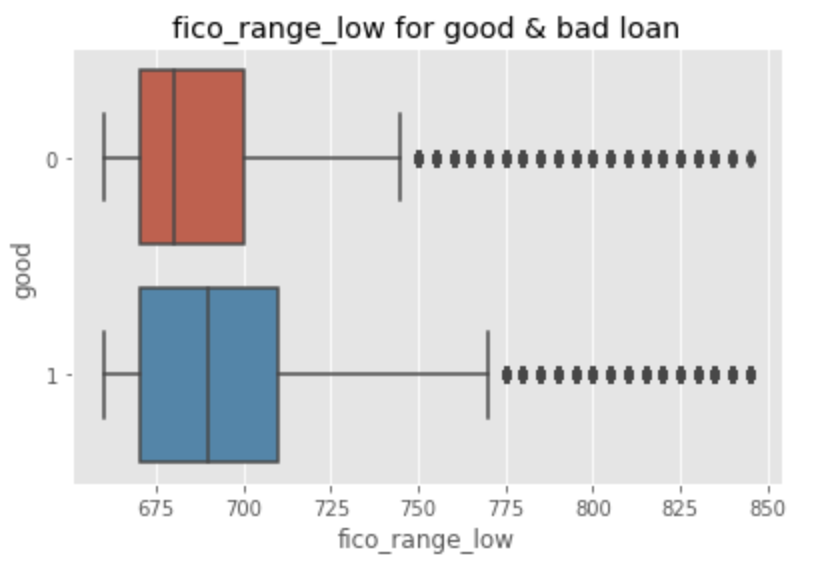 fico_range_low for good & bad loan
0
good
1
675 700 725 750 775 800 825 850
fico_range_low